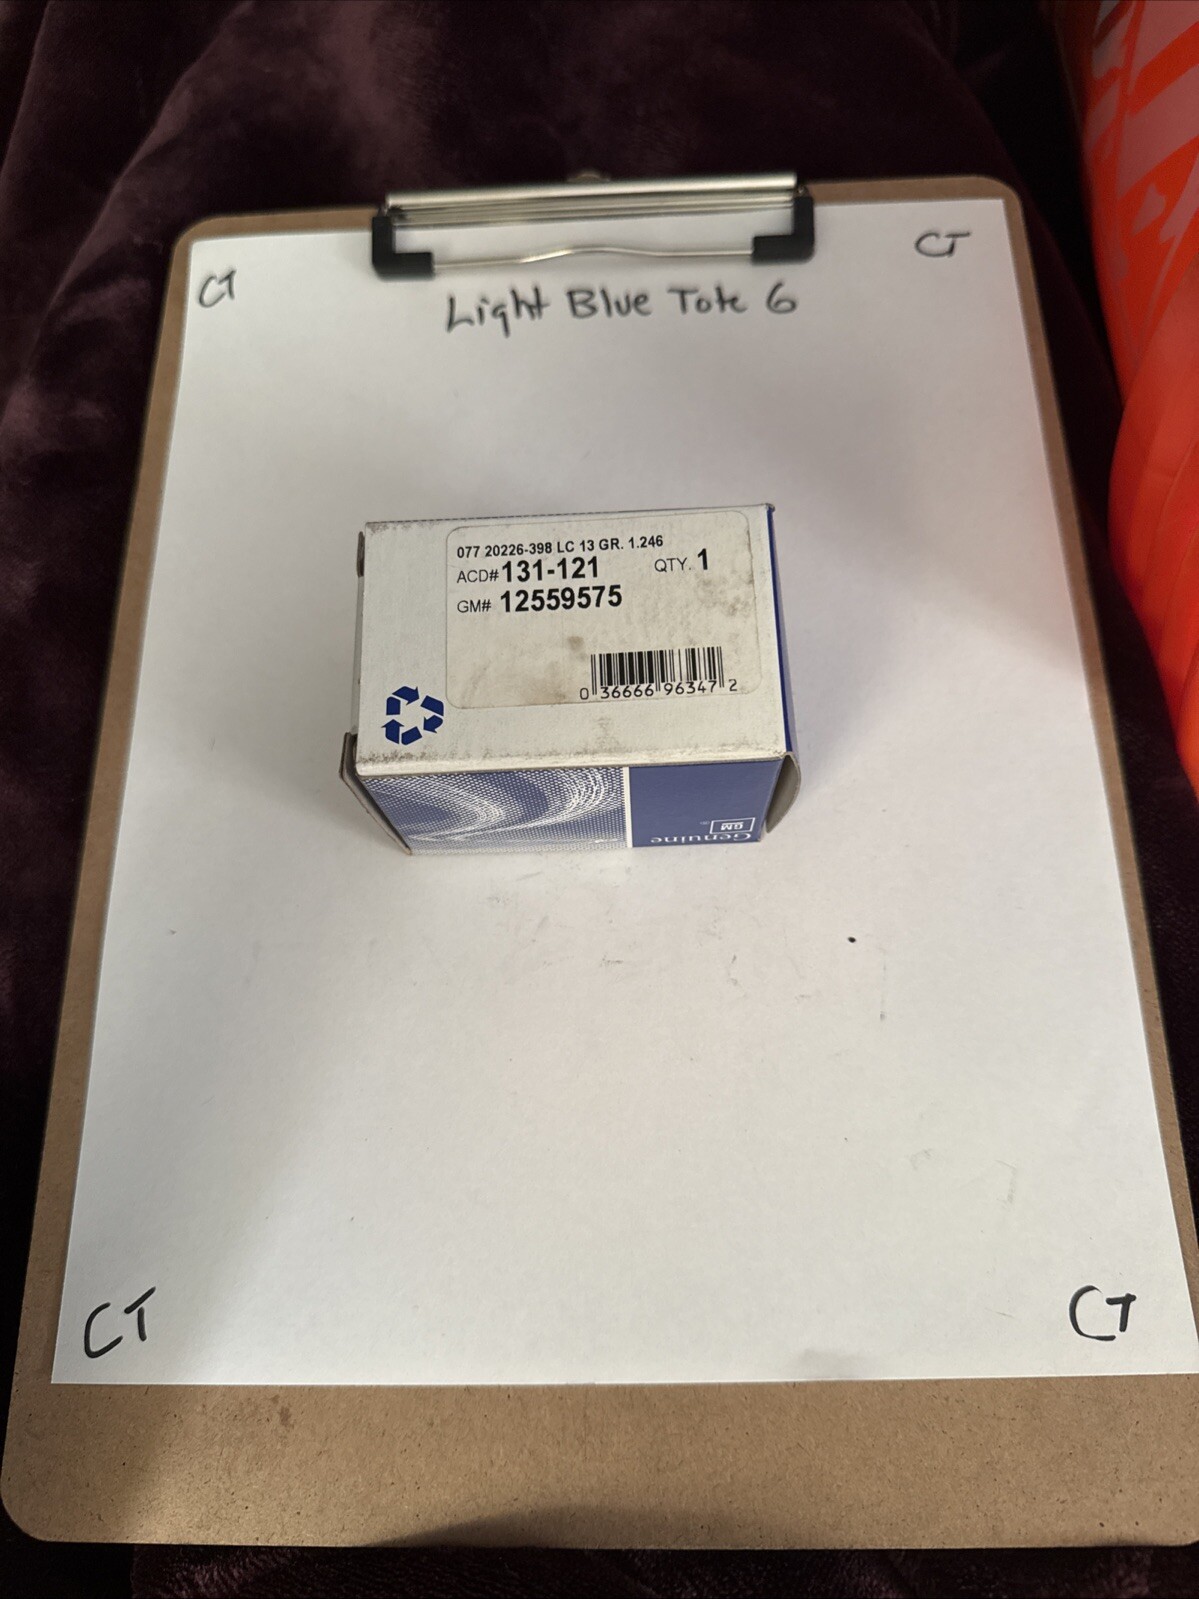 CT
CT
Light Blue Tote 6
077 20226-398 LC 13 GR. 1.246
ACD# 131-121 QTY. 1
GM# 12559575
0 36666 96347 2
GM
Genuine
CT
CT